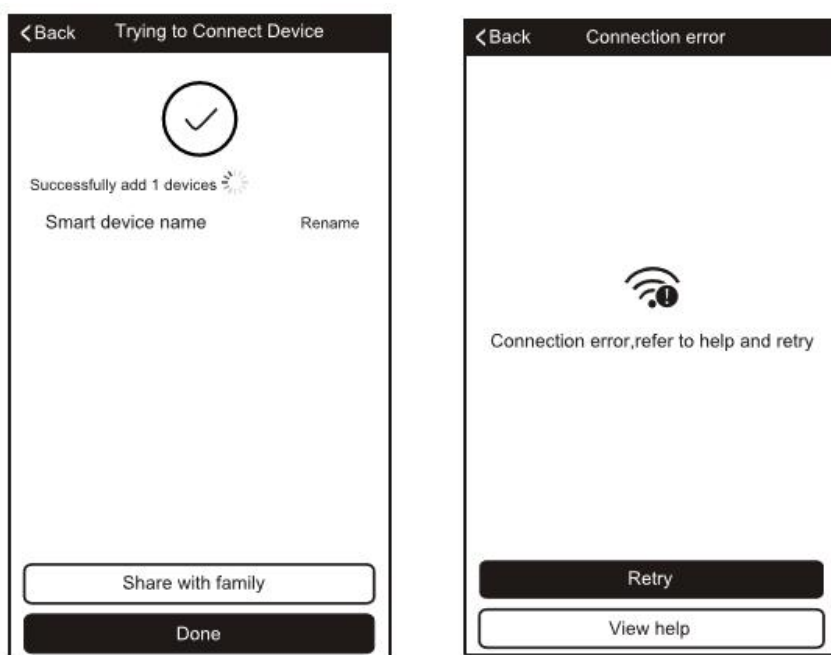 Back Trying to Connect Device
Successfully add 1 devices
Smart device name Rename
Share with family
Done
Back Connection error
Connection error,refer to help and retry
Retry
View help